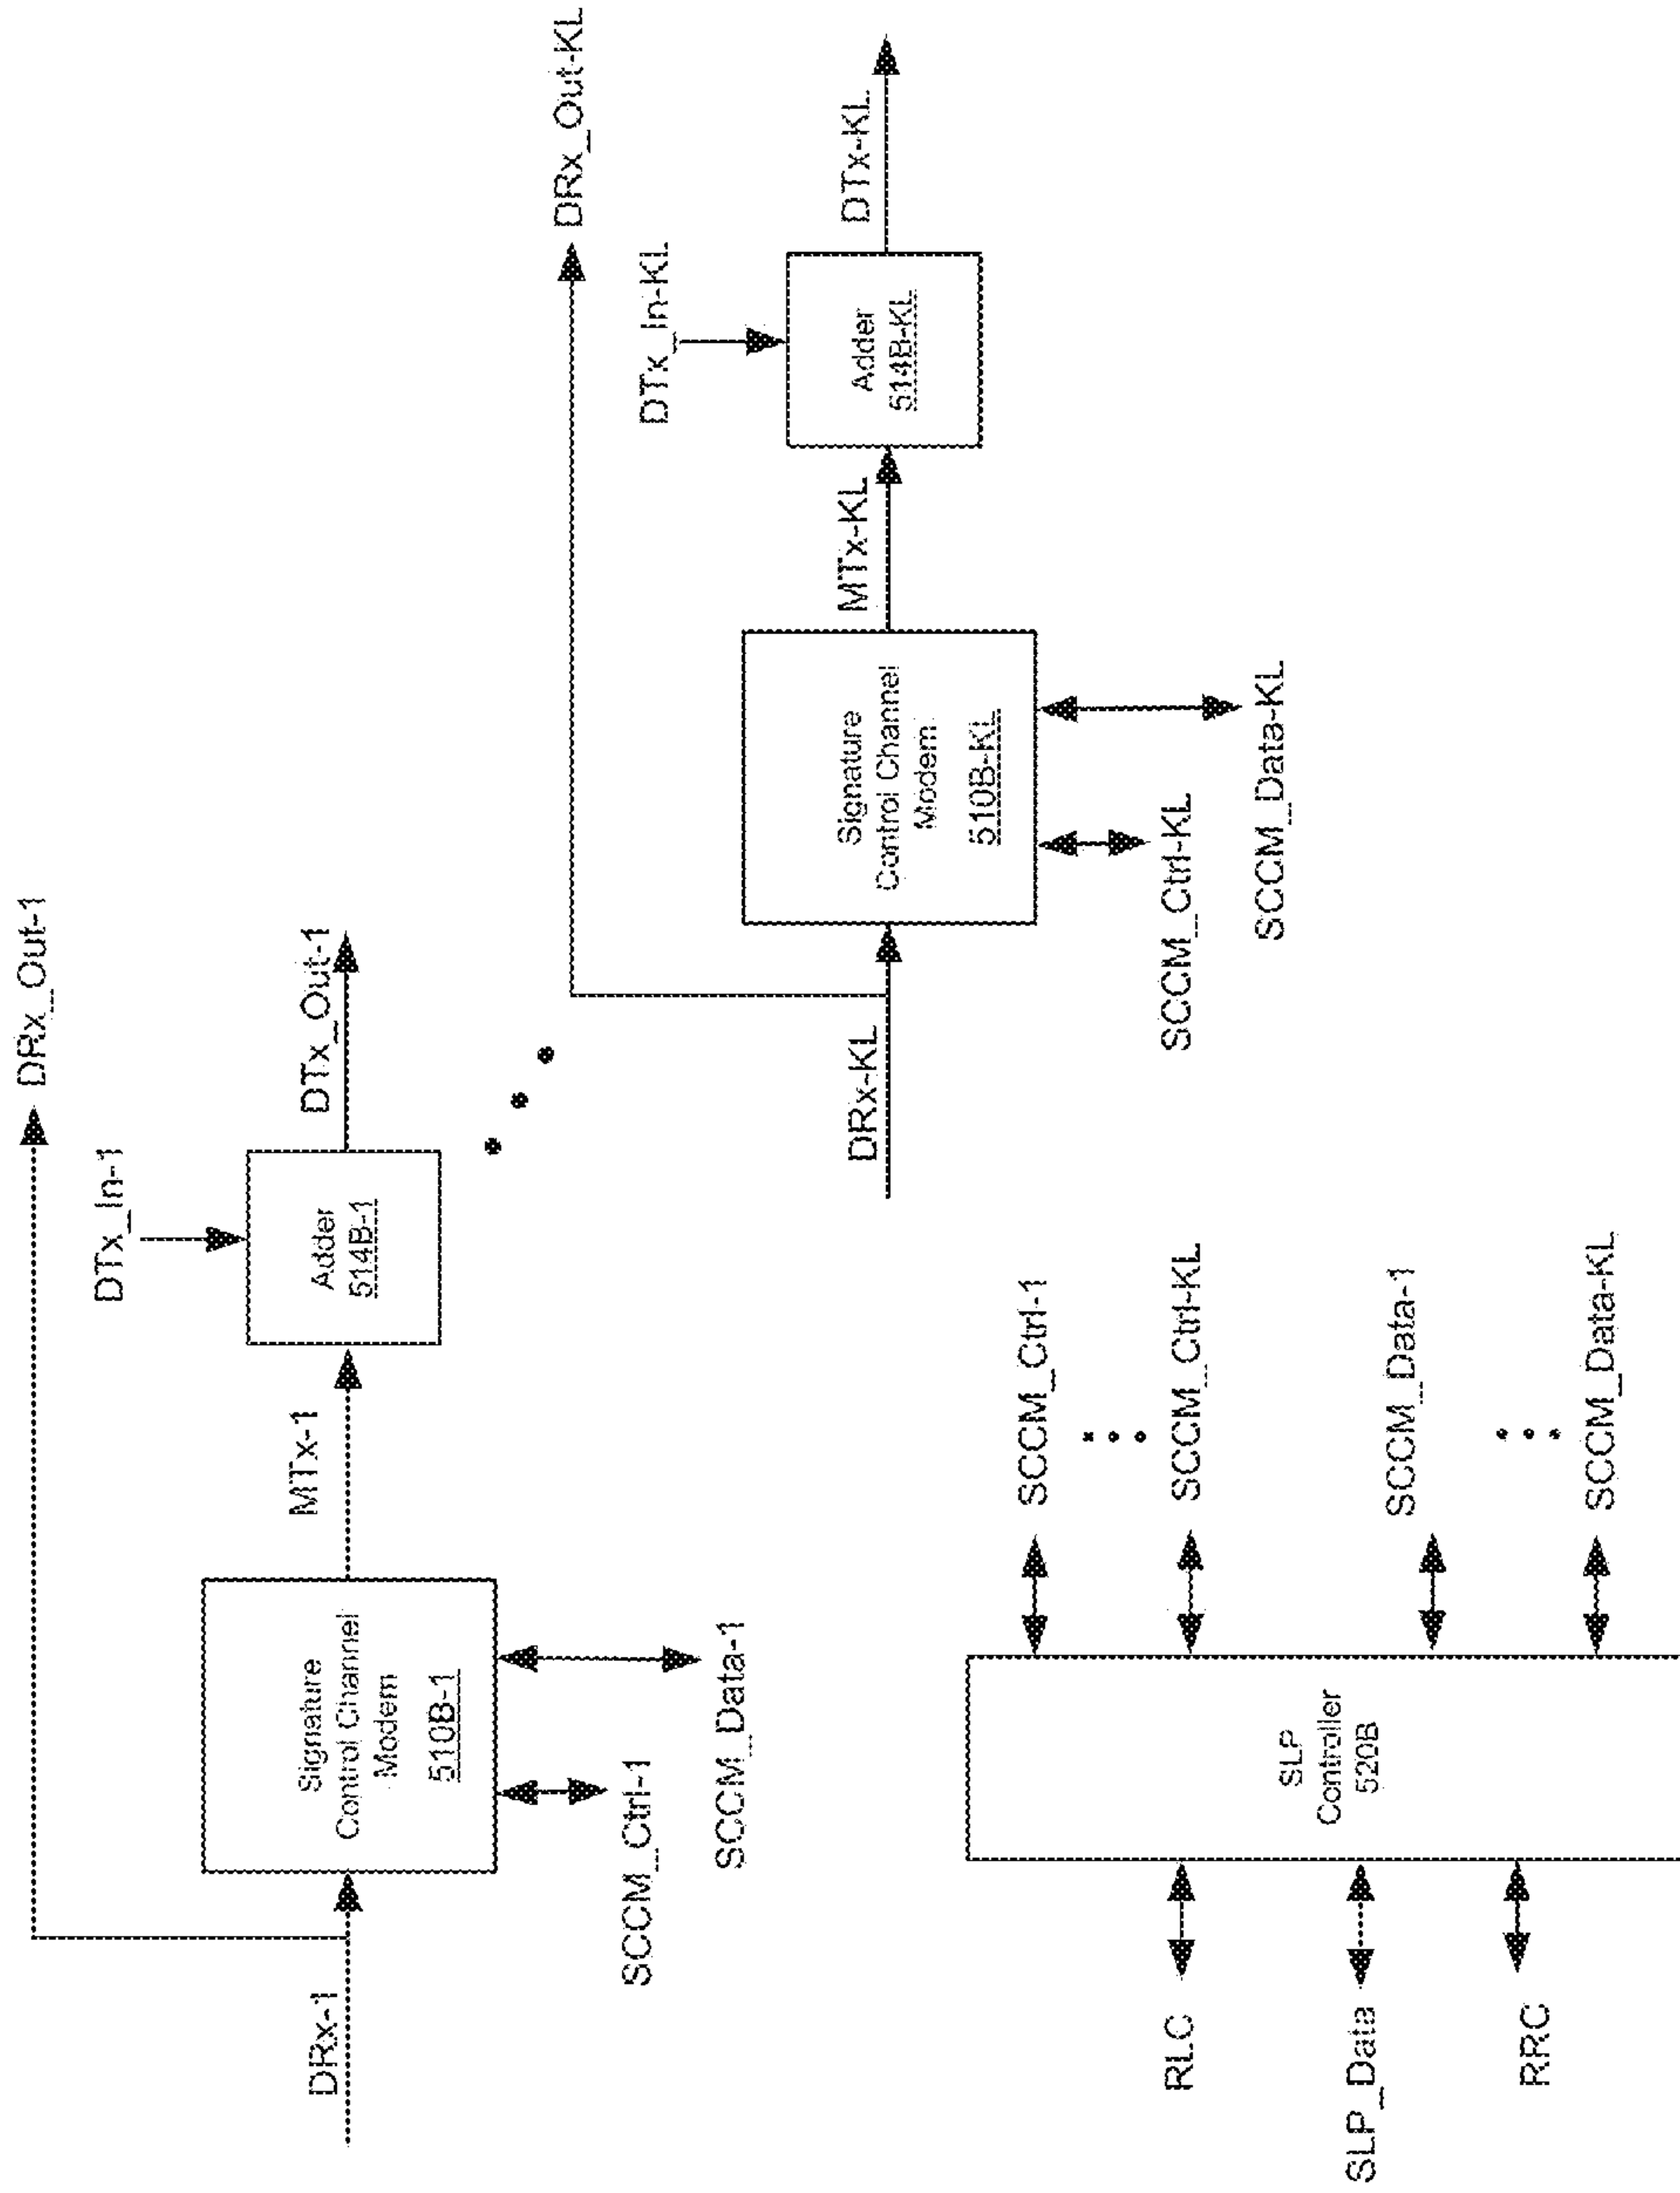 DRx_Out-1
DTx_In-1
DRx-1
Signature
Control Channel
Modem
510B-1
MTx-1
Adder
514B-1
DTx_Out-1
SCCM_Ctrl-1
SCCM_Data-1
DRx_Out-KL
DTx_In-KL
DRx-KL
Signature
Control Channel
Modem
510B-KL
MTx-KL
Adder
514B-KL
DTx-KL
SCCM_Ctrl-KL
SCCM_Data-KL
RLC
SLP_Data
RRC
SLP
Controller
520B
SCCM_Ctrl-1
SCCM_Ctrl-KL
SCCM_Data-1
SCCM_Data-KL